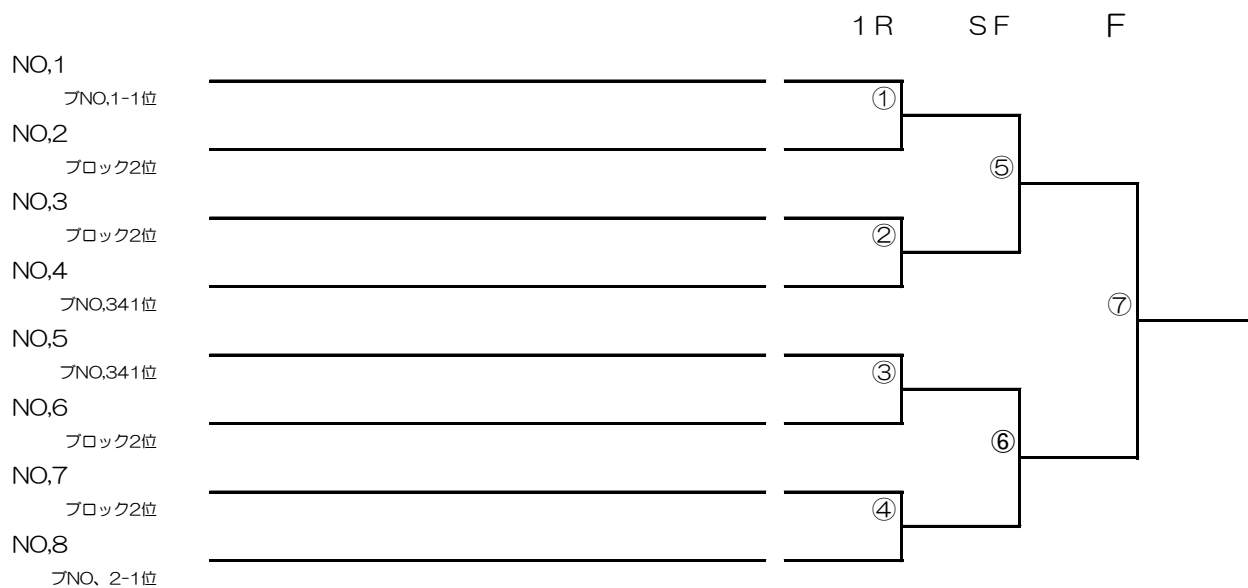 1R SF F
NO,1
ブNO,1-1位
①
NO,2
ブロック2位
⑤
NO,3
ブロック2位
②
NO,4
ブNO,341位
⑦
NO,5
ブNO,341位
③
NO,6
ブロック2位
⑥
NO,7
ブロック2位
④
NO,8
ブNO、2-1位